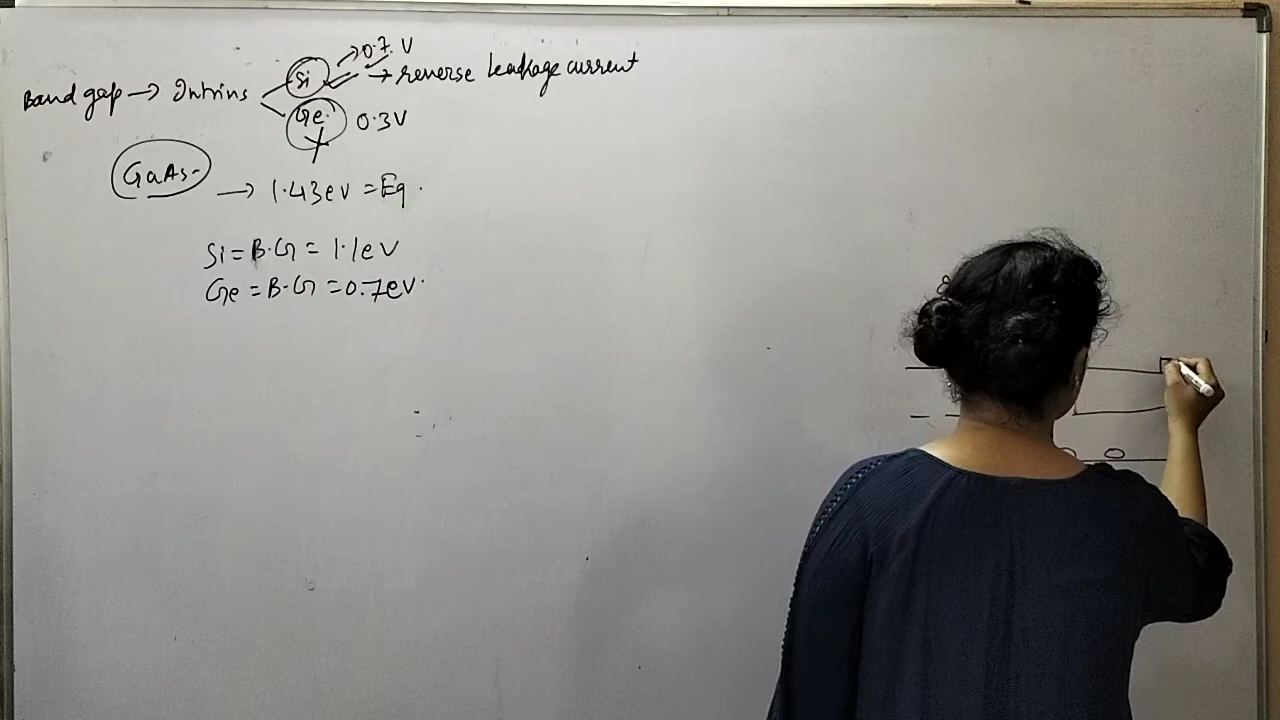 0.7 V
Band gap → Intrins Si → reverse leakage current
Ge 0.3V
GaAs → 1.43ev = Eg.
Si = B.G = 1.1eV
Ge = B.G = 0.7eV.